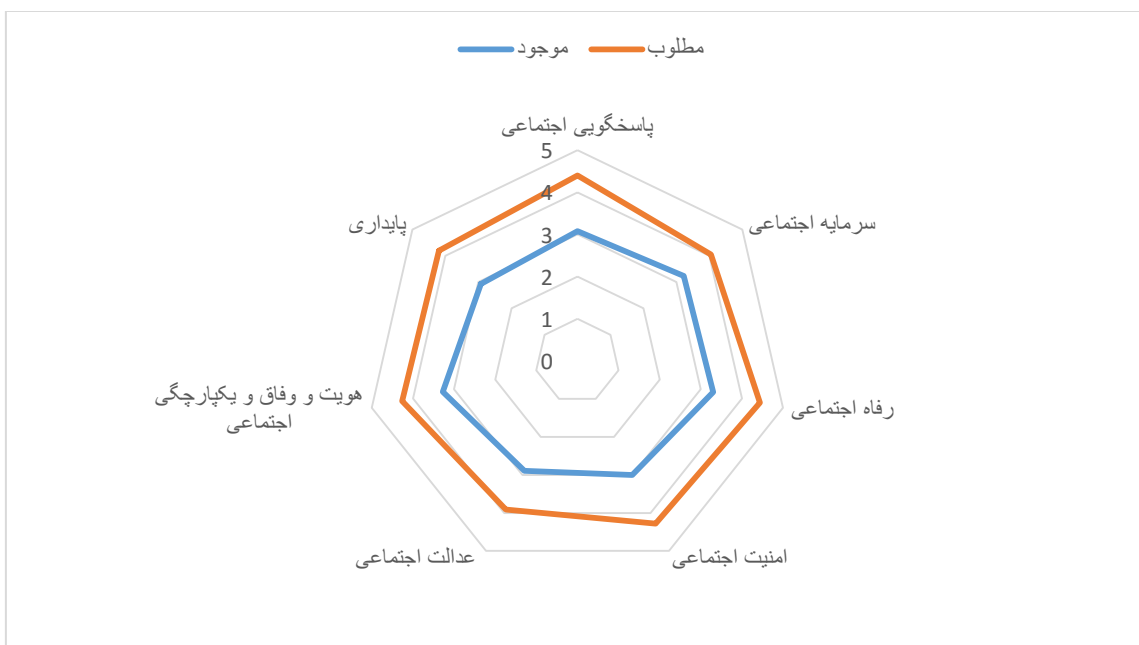 موجود
مطلوب
پاسخگویی اجتماعی
5
4
3
2
1
0
سرمایه اجتماعی
رفاه اجتماعی
امنیت اجتماعی
عدالت اجتماعی
هویت و وفاق و یکپارچگی
اجتماعی
پایداری